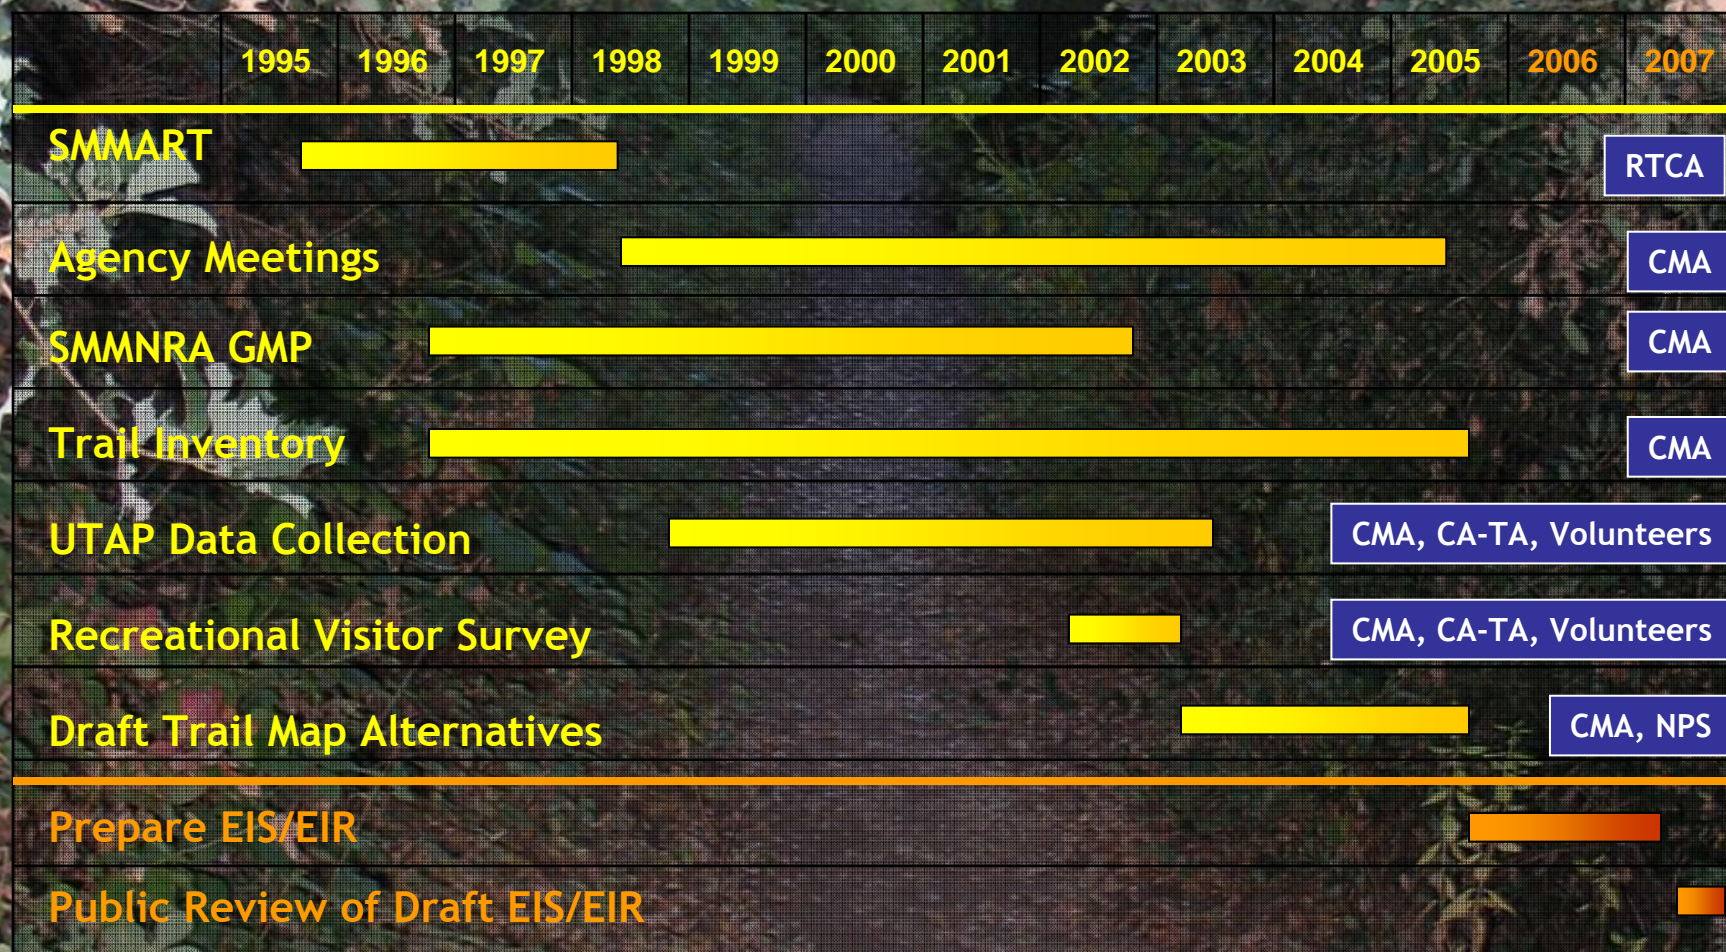 1995 1996 1997 1998 1999 2000 2001 2002 2003 2004 2005 2006 2007
SMMART
RTCA
Agency Meetings
CMA
SMMNRA GMP
CMA
Trail Inventory
CMA
UTAP Data Collection
CMA, CA-TA, Volunteers
Recreational Visitor Survey
CMA, CA-TA, Volunteers
Draft Trail Map Alternatives
CMA, NPS
Prepare EIS/EIR
Public Review of Draft EIS/EIR